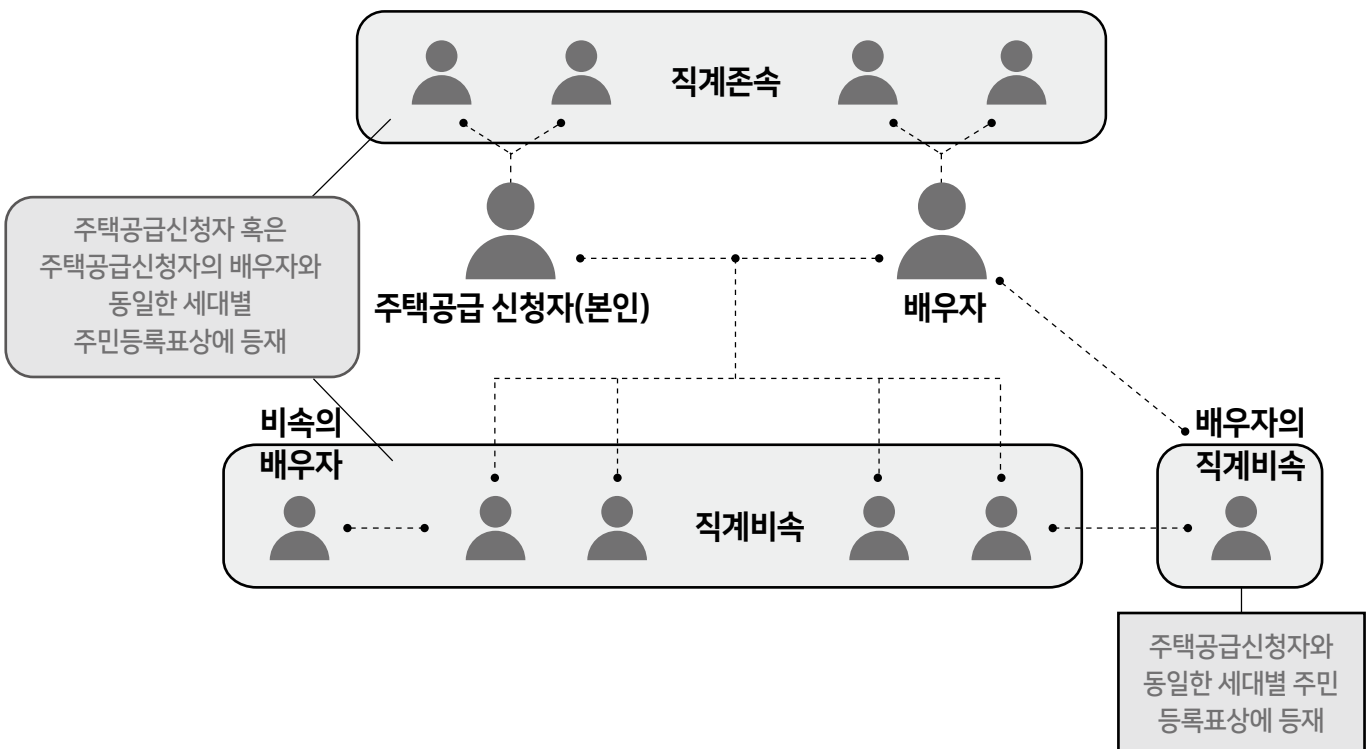 직계존속
주택공급신청자 혹은
주택공급신청자의 배우자와
동일한 세대별
주민등록표상에 등재
주택공급 신청자(본인)
배우자
비속의
배우자
직계비속
배우자의
직계비속
주택공급신청자와
동일한 세대별 주민
등록표상에 등재